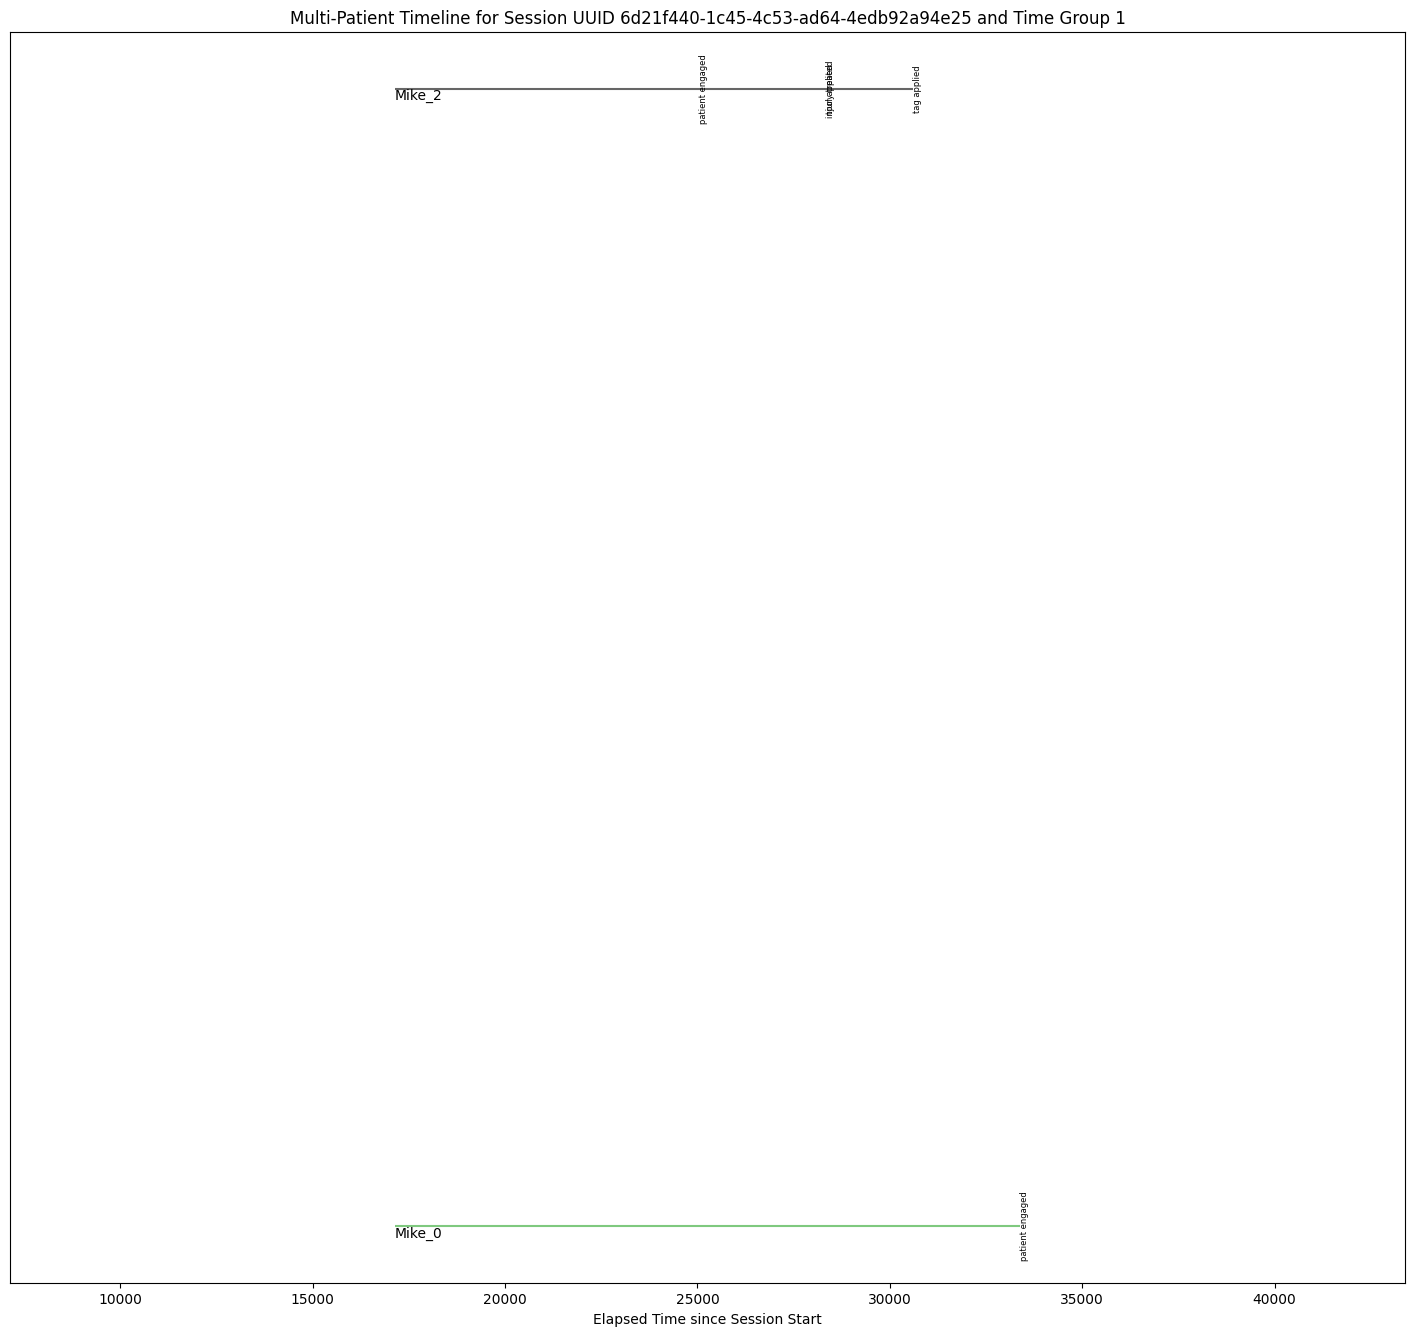 Multi-Patient Timeline for Session UUID 6d21f440-1c45-4c53-ad64-4edb92a94e25 and Time Group 1
Mike_2
patient engaged
tag applied
Mike_0
patient engaged
10000 15000 20000 25000 30000 35000 40000
Elapsed Time since Session Start